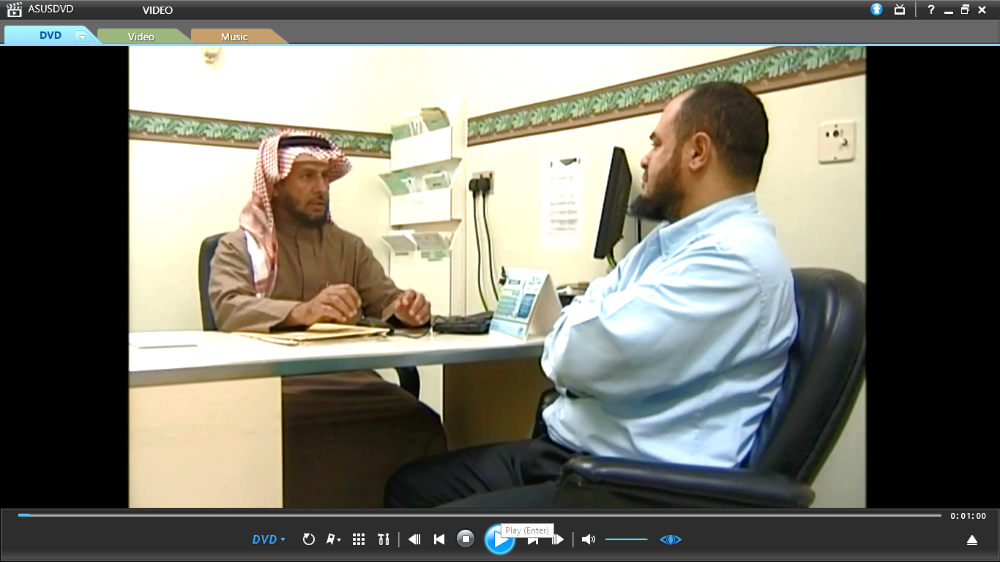 ASUSDVD
VIDEO
?
DVD
Video
Music
0:01:00
DVD
Play (Enter)